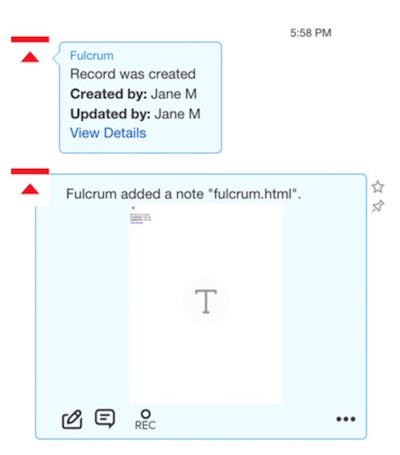 5:58 PM
Fulcrum
Record was created
Created by: Jane M
Updated by: Jane M
View Details
Fulcrum added a note "fulcrum.html".
T
REC